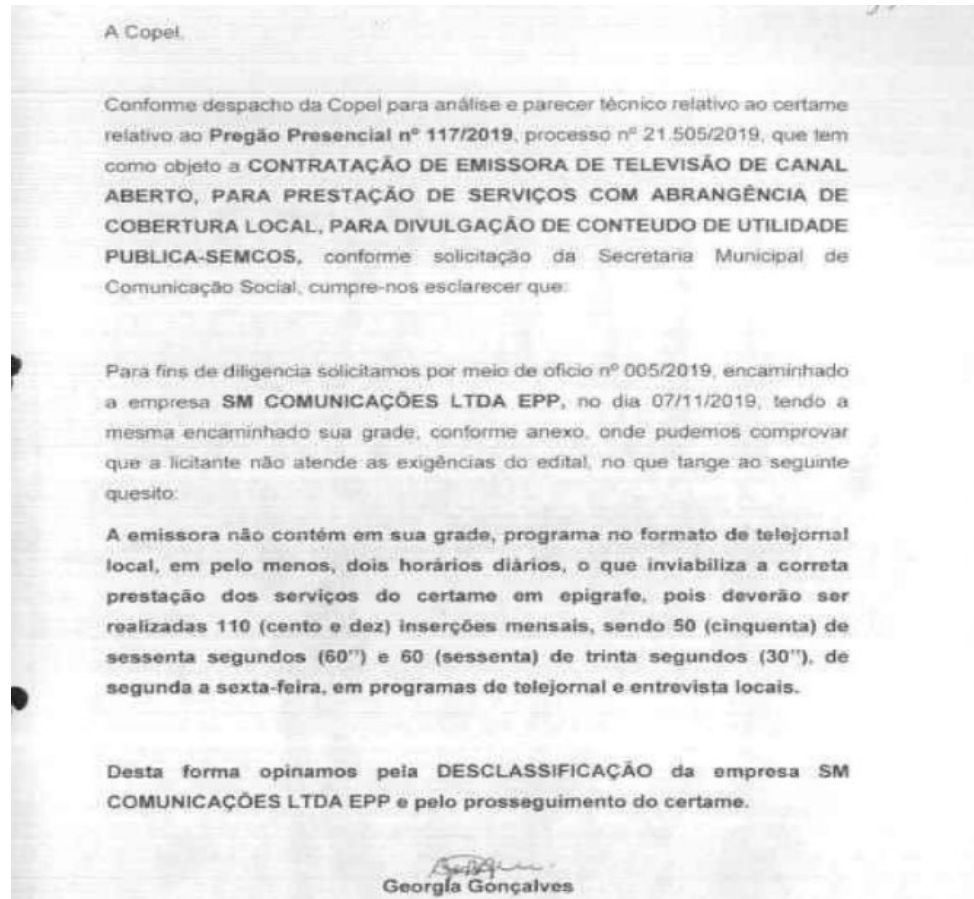 A Copel,
Conforme despacho da Copel para análise e parecer técnico relativo ao certame
relativo ao Pregão Presencial nº 117/2019, processo nº 21.505/2019, que tem
como objeto a CONTRATAÇÃO DE EMISSORA DE TELEVISÃO DE CANAL
ABERTO, PARA PRESTAÇÃO DE SERVIÇOS COM ABRANGÊNCIA DE
COBERTURA LOCAL, PARA DIVULGAÇÃO DE CONTEUDO DE UTILIDADE
PUBLICA-SEMCOS, conforme solicitação da Secretaria Municipal de
Comunicação Social, cumpre-nos esclarecer que:
Para fins de diligencia solicitamos por meio de oficio nº 005/2019, encaminhado
a empresa SM COMUNICAÇÕES LTDA EPP, no dia 07/11/2019, tendo a
mesma encaminhado sua grade, conforme anexo, onde pudemos comprovar
que a licitante não atende as exigências do edital, no que tange ao seguinte
quesito:
A emissora não contém em sua grade, programa no formato de telejornal
local, em pelo menos, dois horários diários, o que inviabiliza a correta
prestação dos serviços do certame em epigrafe, pois deverão ser
realizadas 110 (cento e dez) inserções mensais, sendo 50 (cinquenta) de
sessenta segundos (60") e 60 (sessenta) de trinta segundos (30"), de
segunda a sexta-feira, em programas de telejornal e entrevista locais.
Desta forma opinamos pela DESCLASSIFICAÇÃO da empresa SM
COMUNICAÇÕES LTDA EPP e pelo prosseguimento do certame.
Georgia Gonçalves